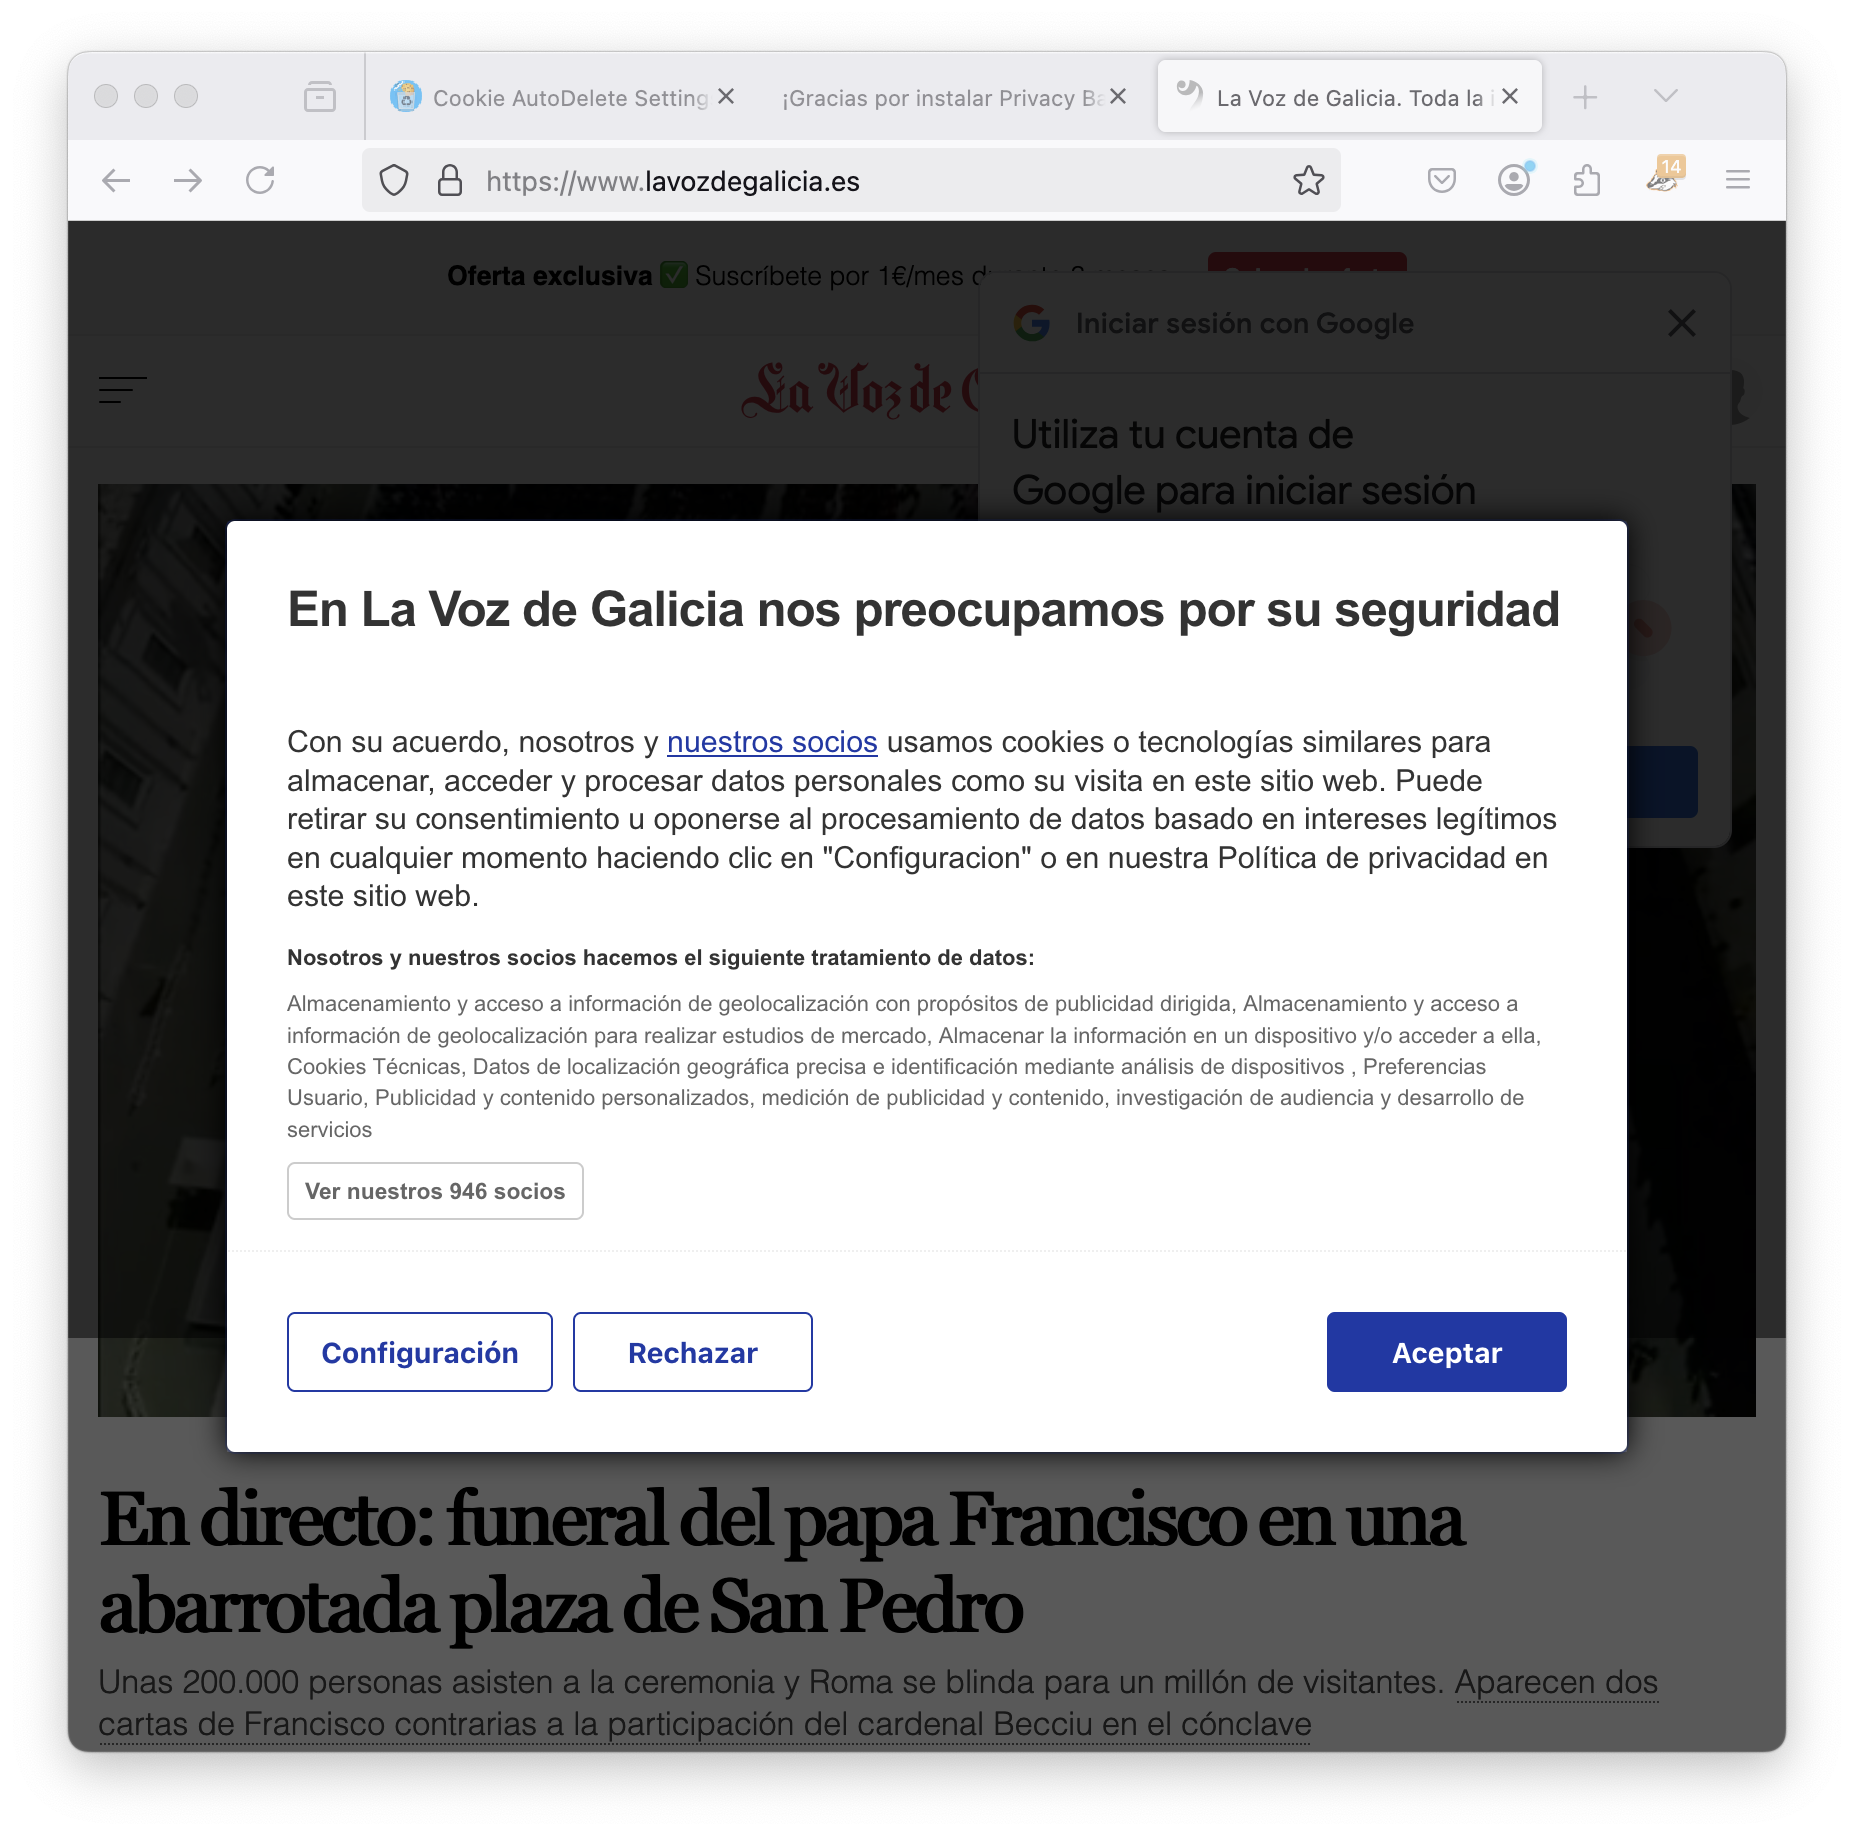 Cookie AutoDelete Setting
¡Gracias por instalar Privacy Ba
La Voz de Galicia. Toda la i
https://www.lavozdegalicia.es
14
Oferta exclusiva ✅ Suscríbete por 1€/mes
Iniciar sesión con Google
La Voz de
Utiliza tu cuenta de
Google para iniciar sesión
En La Voz de Galicia nos preocupamos por su seguridad
Con su acuerdo, nosotros y nuestros socios usamos cookies o tecnologías similares para
almacenar, acceder y procesar datos personales como su visita en este sitio web. Puede
retirar su consentimiento u oponerse al procesamiento de datos basado en intereses legítimos
en cualquier momento haciendo clic en "Configuracion" o en nuestra Política de privacidad en
este sitio web.
Nosotros y nuestros socios hacemos el siguiente tratamiento de datos:
Almacenamiento y acceso a información de geolocalización con propósitos de publicidad dirigida, Almacenamiento y acceso a
información de geolocalización para realizar estudios de mercado, Almacenar la información en un dispositivo y/o acceder a ella,
Cookies Técnicas, Datos de localización geográfica precisa e identificación mediante análisis de dispositivos , Preferencias
Usuario, Publicidad y contenido personalizados, medición de publicidad y contenido, investigación de audiencia y desarrollo de
servicios
Ver nuestros 946 socios
Configuración
Rechazar
Aceptar
En directo: funeral del papa Francisco en una
abarrotada plaza de San Pedro
Unas 200.000 personas asisten a la ceremonia y Roma se blinda para un millón de visitantes. Aparecen dos
cartas de Francisco contrarias a la participación del cardenal Becciu en el cónclave